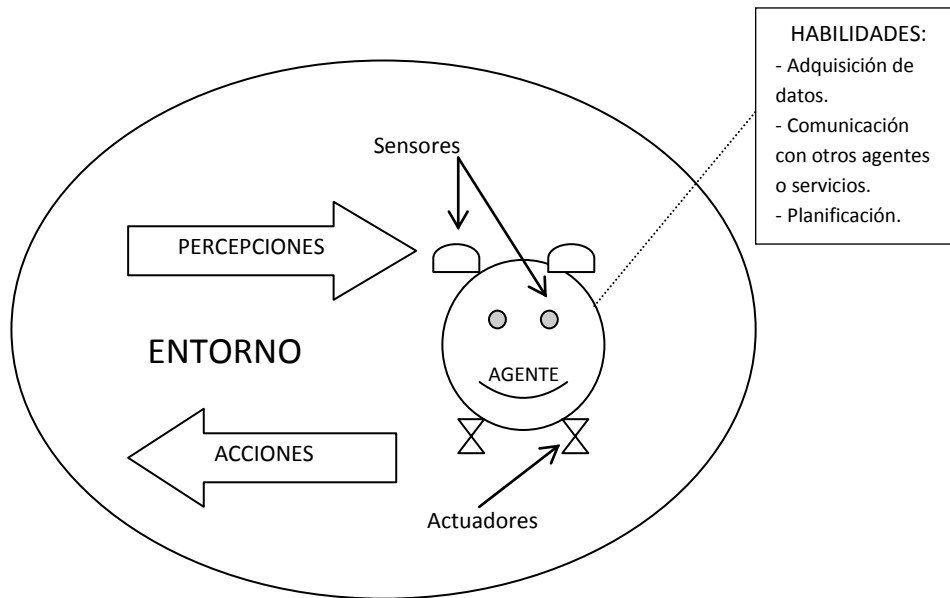 HABILIDADES:
- Adquisición de
datos.
- Comunicación
con otros agentes
o servicios.
- Planificación.
Sensores
PERCEPCIONES
ENTORNO
AGENTE
ACCIONES
Actuadores